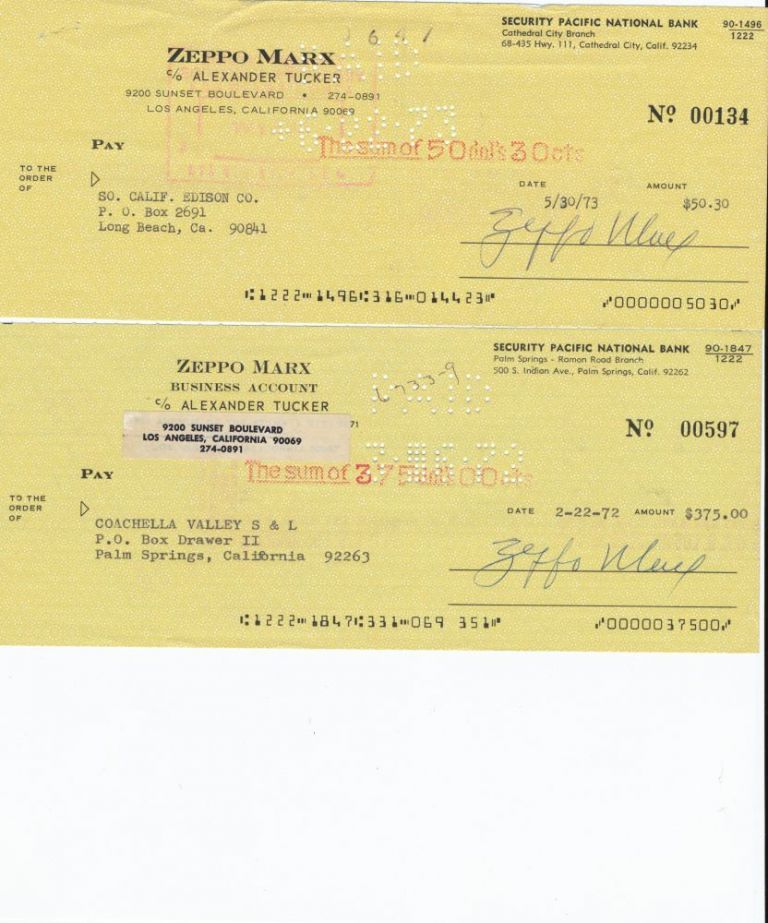 SECURITY PACIFIC NATIONAL BANK 90-1496
Cathedral City Branch 1222
68-435 Hwy. 111, Cathedral City, Calif. 92234
ZEPPO MARX
c/o ALEXANDER TUCKER
9200 SUNSET BOULEVARD • 274-0891
LOS ANGELES, CALIFORNIA 90069
Nº 00134
PAY The sum of 50 dol's 30 cts
TO THE
ORDER
OF
DATE AMOUNT
5/30/73 $50.30
SO. CALIF. EDISON CO.
P. O. Box 2691
Long Beach, Ca. 90841
Zeppo Marx
⑆1222⑉1496⑆316⑉014423⑈ ⑇0000005030⑇
SECURITY PACIFIC NATIONAL BANK 90-1847
Palm Springs - Ramon Road Branch 1222
500 S. Indian Ave., Palm Springs, Calif. 92262
ZEPPO MARX
BUSINESS ACCOUNT
c/o ALEXANDER TUCKER
6733-9
9200 SUNSET BOULEVARD
LOS ANGELES, CALIFORNIA 90069
274-0891
71
Nº 00597
PAY The sum of 375 dol's 00 cts
TO THE
ORDER
OF
DATE 2-22-72 AMOUNT $375.00
COACHELLA VALLEY S & L
P.O. Box Drawer II
Palm Springs, California 92263
Zeppo Marx
⑆1222⑉1847⑆331⑉069 351⑈ ⑇0000037500⑇